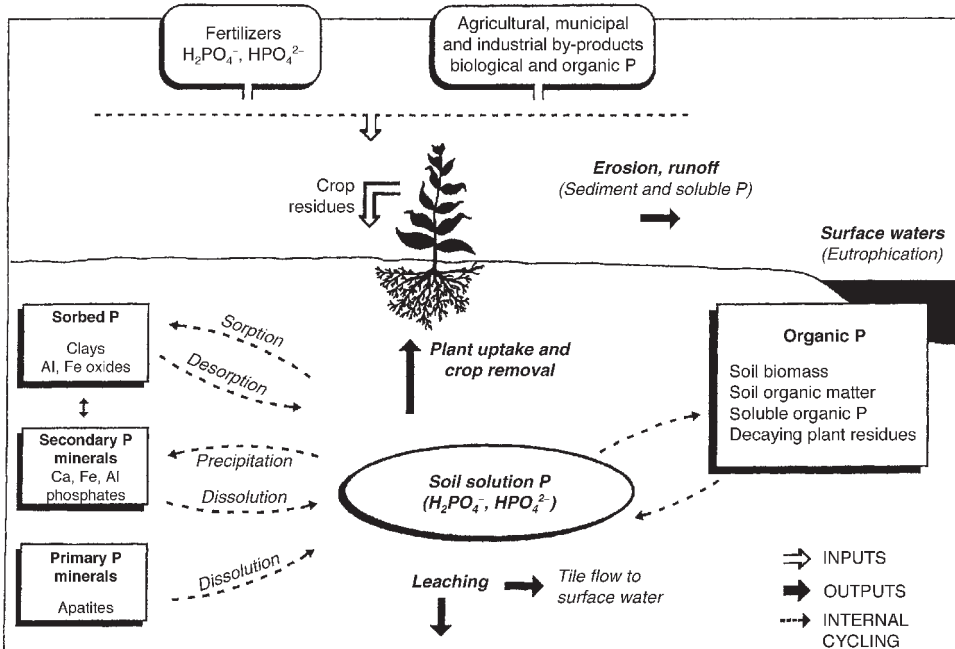 Fertilizers
H₂PO₄⁻, HPO₄²⁻
Agricultural, municipal
and industrial by-products
biological and organic P
Crop
residues
Erosion, runoff
(Sediment and soluble P)
Surface waters
(Eutrophication)
Sorbed P
Clays
Al, Fe oxides
Sorption
Desorption
Plant uptake and
crop removal
Organic P
Soil biomass
Soil organic matter
Soluble organic P
Decaying plant residues
Secondary P
minerals
Ca, Fe, Al
phosphates
Precipitation
Dissolution
Soil solution P
(H₂PO₄⁻, HPO₄²⁻)
Primary P
minerals
Apatites
Dissolution
Leaching
Tile flow to
surface water
INPUTS
OUTPUTS
INTERNAL
CYCLING